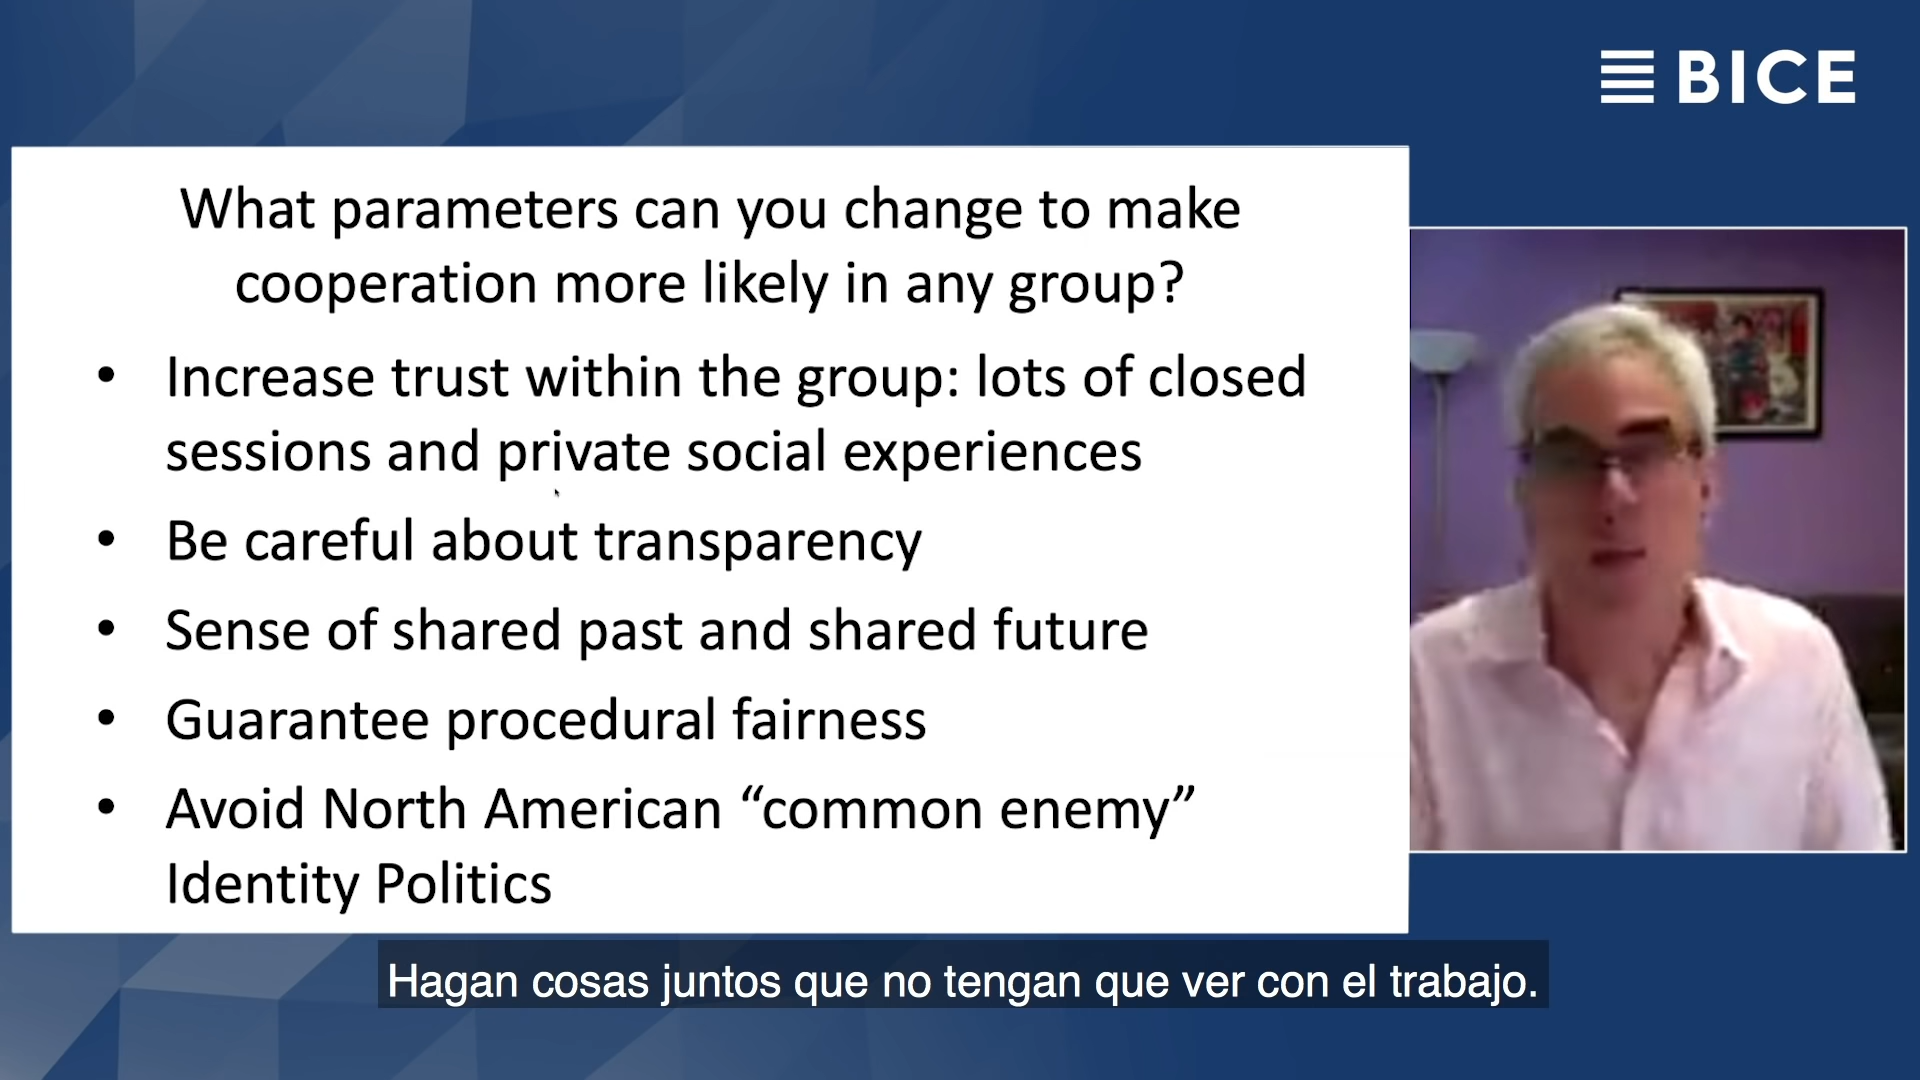 BICE
What parameters can you change to make
cooperation more likely in any group?
• Increase trust within the group: lots of closed
sessions and private social experiences
• Be careful about transparency
• Sense of shared past and shared future
• Guarantee procedural fairness
• Avoid North American “common enemy”
Identity Politics
Hagan cosas juntos que no tengan que ver con el trabajo.